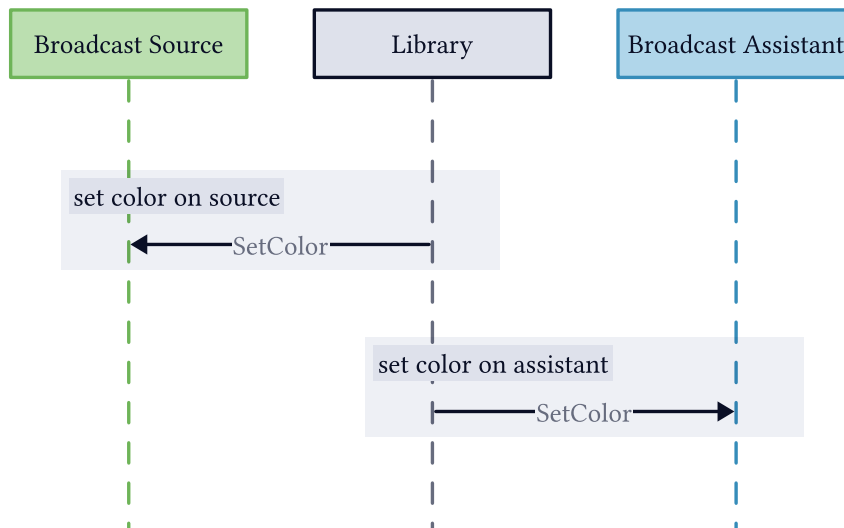 Broadcast Source
Library
Broadcast Assistant
set color on source
SetColor
set color on assistant
SetColor